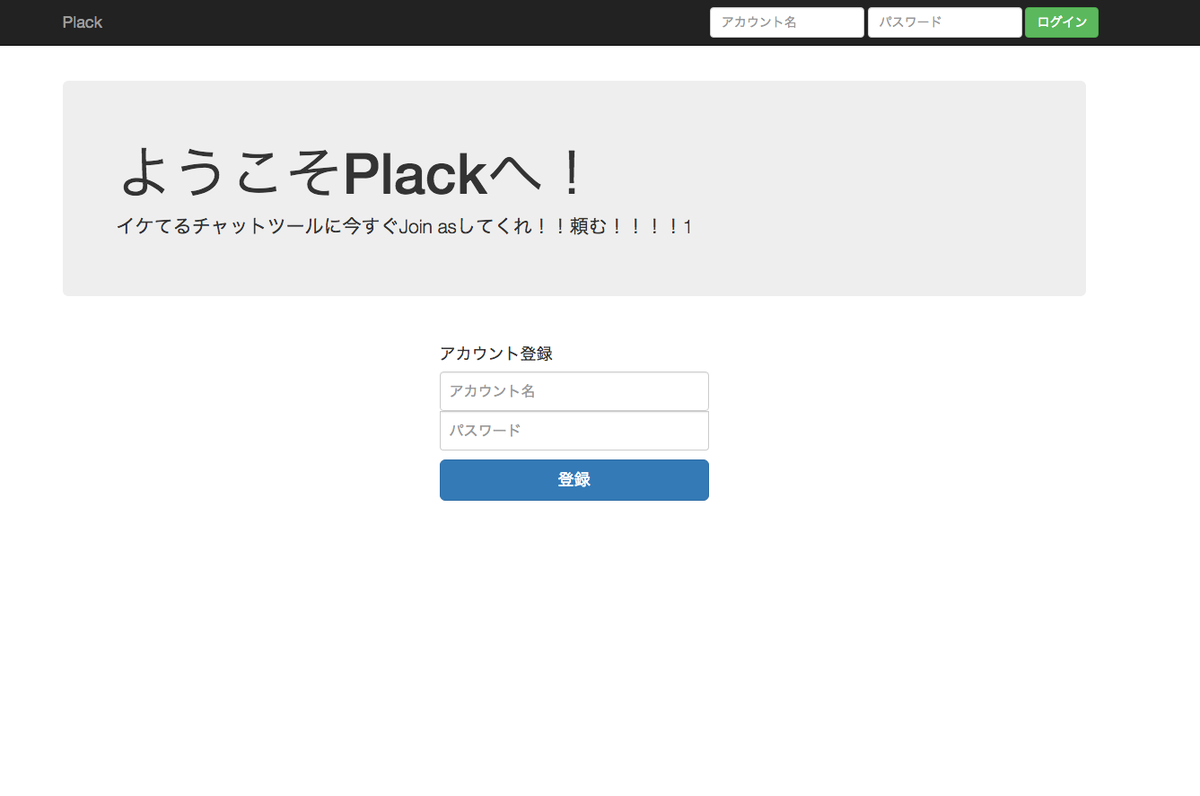 Plack アカウント名 パスワード ログイン
ようこそPlackへ！
イケてるチャットツールに今すぐJoin asしてくれ！！頼む！！！！1
アカウント登録
アカウント名
パスワード
登録